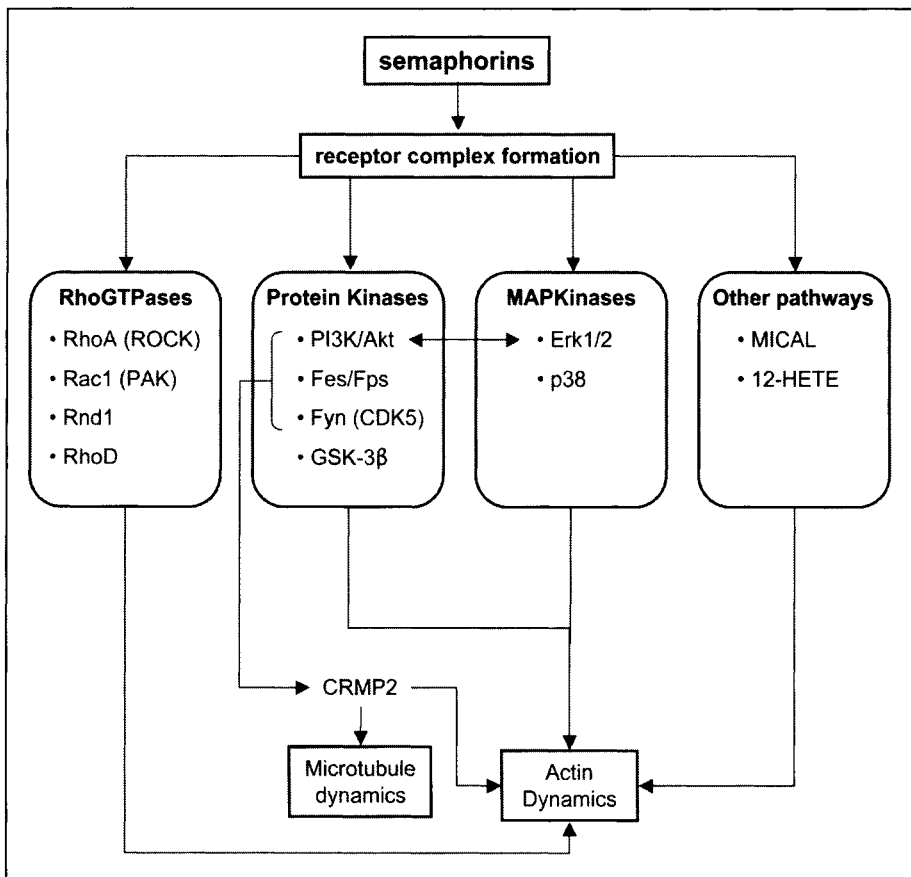 semaphorins
receptor complex formation
RhoGTPases
• RhoA (ROCK)
• Rac1 (PAK)
• Rnd1
• RhoD
Protein Kinases
• PI3K/Akt
• Fes/Fps
• Fyn (CDK5)
• GSK-3β
MAPKinases
• Erk1/2
• p38
Other pathways
• MICAL
• 12-HETE
CRMP2
Microtubule
dynamics
Actin
Dynamics